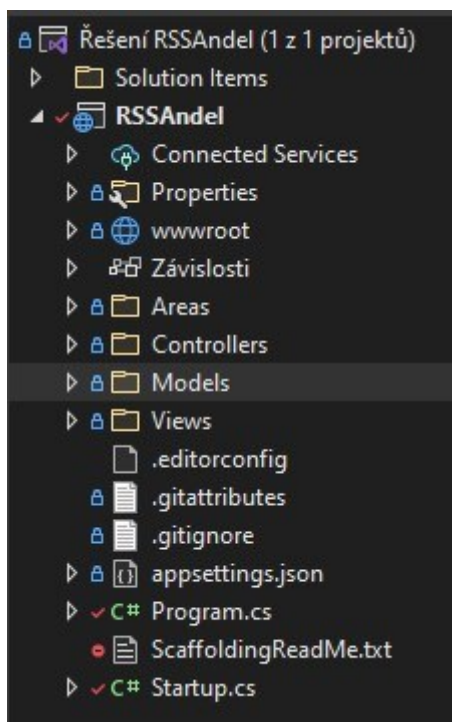 Řešení RSSAndel (1 z 1 projektů)
Solution Items
RSSAndel
Connected Services
Properties
wwwroot
Závislosti
Areas
Controllers
Models
Views
.editorconfig
.gitattributes
.gitignore
appsettings.json
C# Program.cs
ScaffoldingReadMe.txt
C# Startup.cs